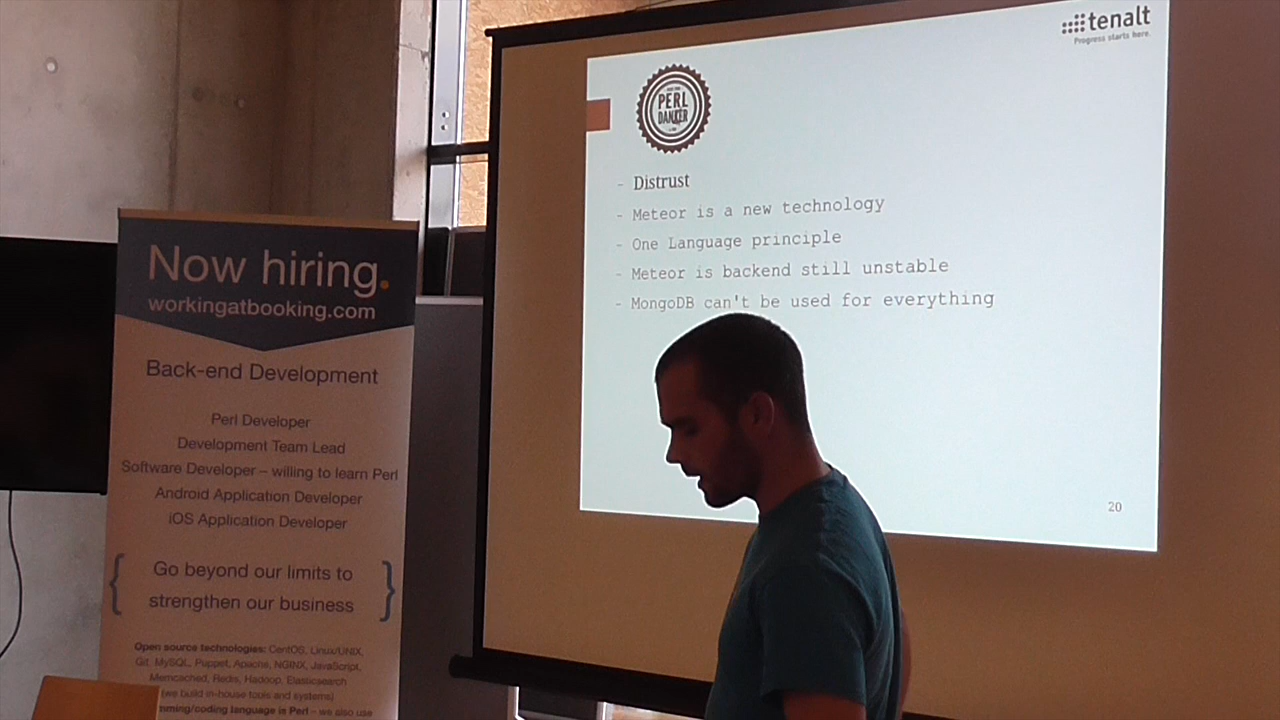 Now hiring.
workingatbooking.com
Back-end Development
Perl Developer
Development Team Lead
Software Developer – willing to learn Perl
Android Application Developer
iOS Application Developer
{ Go beyond our limits to
strengthen our business }
Open source technologies: CentOS, Linux/UNIX,
Git, MySQL, Puppet, Apache, NGINX, JavaScript,
Memcached, Redis, Hadoop, Elasticsearch
(we build in-house tools and systems)
mming/coding language is Perl – we also use
tenalt
Progress starts here.
PERL
DANCER
- Distrust
- Meteor is a new technology
- One Language principle
- Meteor is backend still unstable
- MongoDB can't be used for everything
20